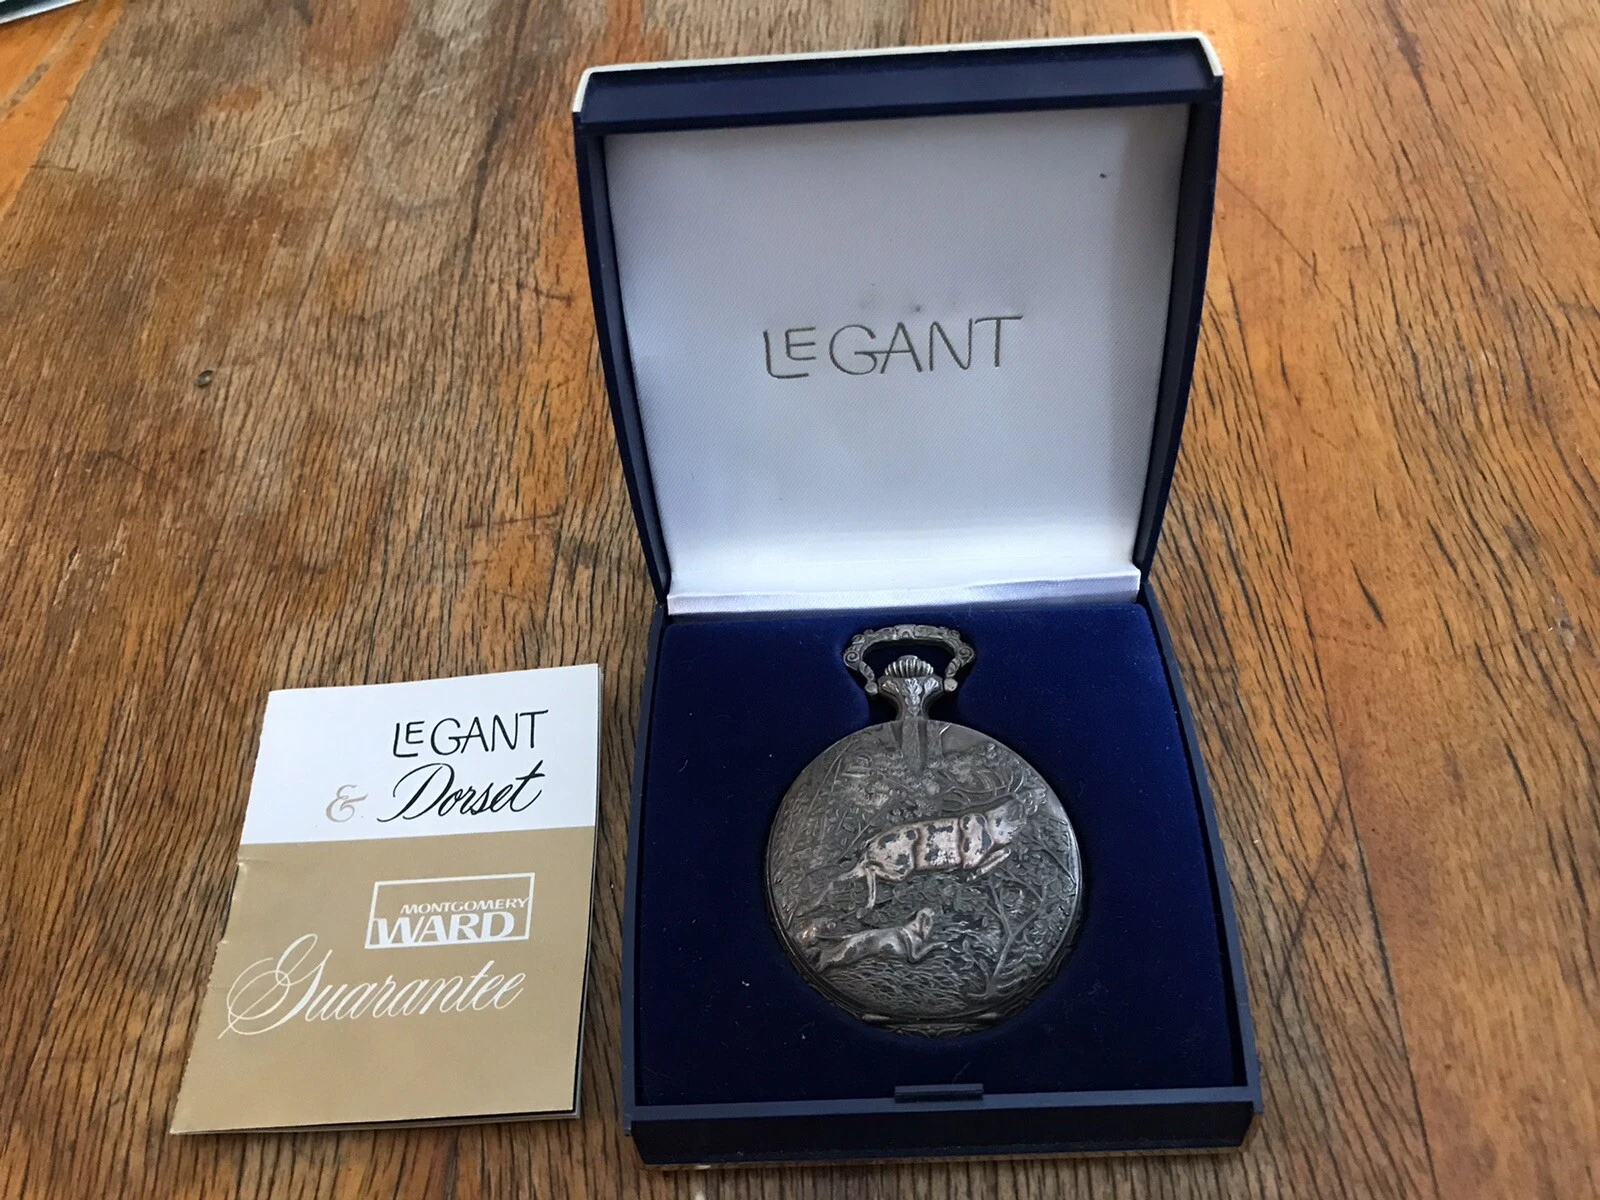 LEGANT
LEGANT
& Dorset
MONTGOMERY
WARD
Guarantee